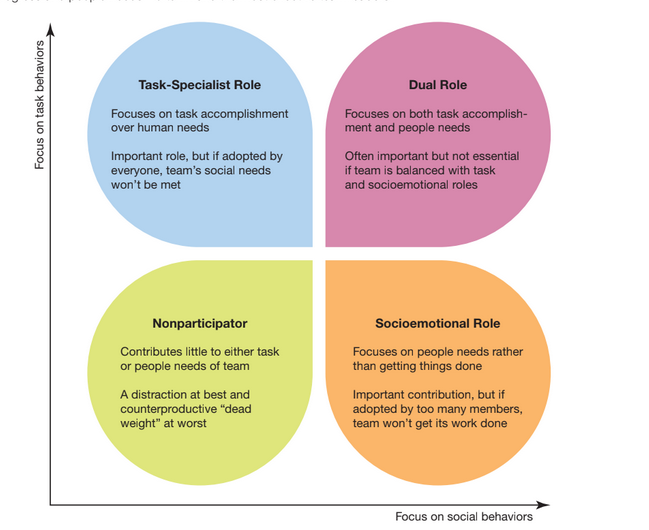 Focus on task behaviors
Task-Specialist Role
Focuses on task accomplishment
over human needs
Important role, but if adopted by
everyone, team's social needs
won't be met
Dual Role
Focuses on both task accomplish-
ment and people needs
Often important but not essential
if team is balanced with task
and socioemotional roles
Nonparticipator
Contributes little to either task
or people needs of team
A distraction at best and
counterproductive “dead
weight” at worst
Socioemotional Role
Focuses on people needs rather
than getting things done
Important contribution, but if
adopted by too many members,
team won't get its work done
Focus on social behaviors